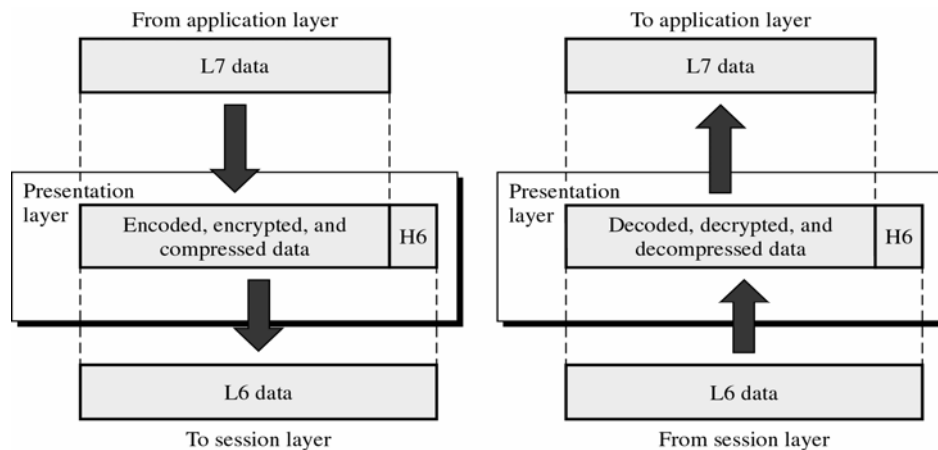 From application layer
L7 data
Presentation
layer
Encoded, encrypted, and
compressed data
H6
L6 data
To session layer
To application layer
L7 data
Presentation
layer
Decoded, decrypted, and
decompressed data
H6
L6 data
From session layer